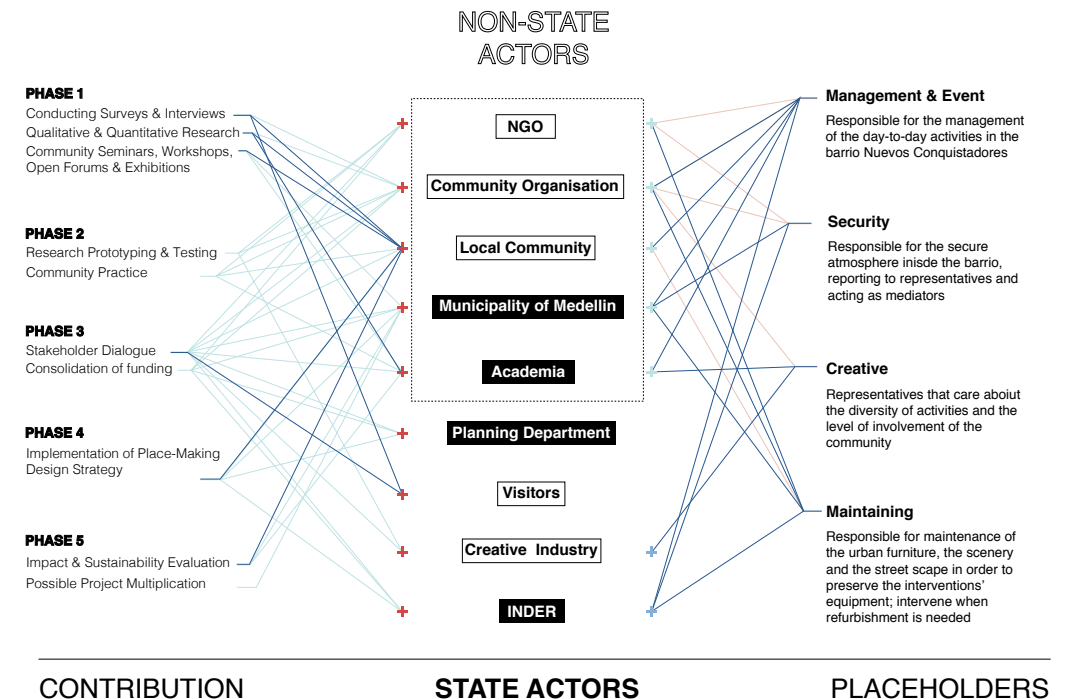 NON-STATE
ACTORS
PHASE 1
Conducting Surveys & Interviews
Qualitative & Quantitative Research
Community Seminars, Workshops,
Open Forums & Exhibitions
PHASE 2
Research Prototyping & Testing
Community Practice
PHASE 3
Stakeholder Dialogue
Consolidation of funding
PHASE 4
Implementation of Place-Making
Design Strategy
PHASE 5
Impact & Sustainability Evaluation
Possible Project Multiplication
NGO
Community Organisation
Local Community
Municipality of Medellin
Academia
Planning Department
Visitors
Creative Industry
INDER
Management & Event
Responsible for the management
of the day-to-day activities in the
barrio Nuevos Conquistadores
Security
Responsible for the secure
atmosphere inisde the barrio,
reporting to representatives and
acting as mediators
Creative
Representatives that care aboiut
the diversity of activities and the
level of involvement of the
community
Maintaining
Responsible for maintenance of
the urban furniture, the scenery
and the street scape in order to
preserve the interventions’
equipment; intervene when
refurbishment is needed
CONTRIBUTION
STATE ACTORS
PLACEHOLDERS